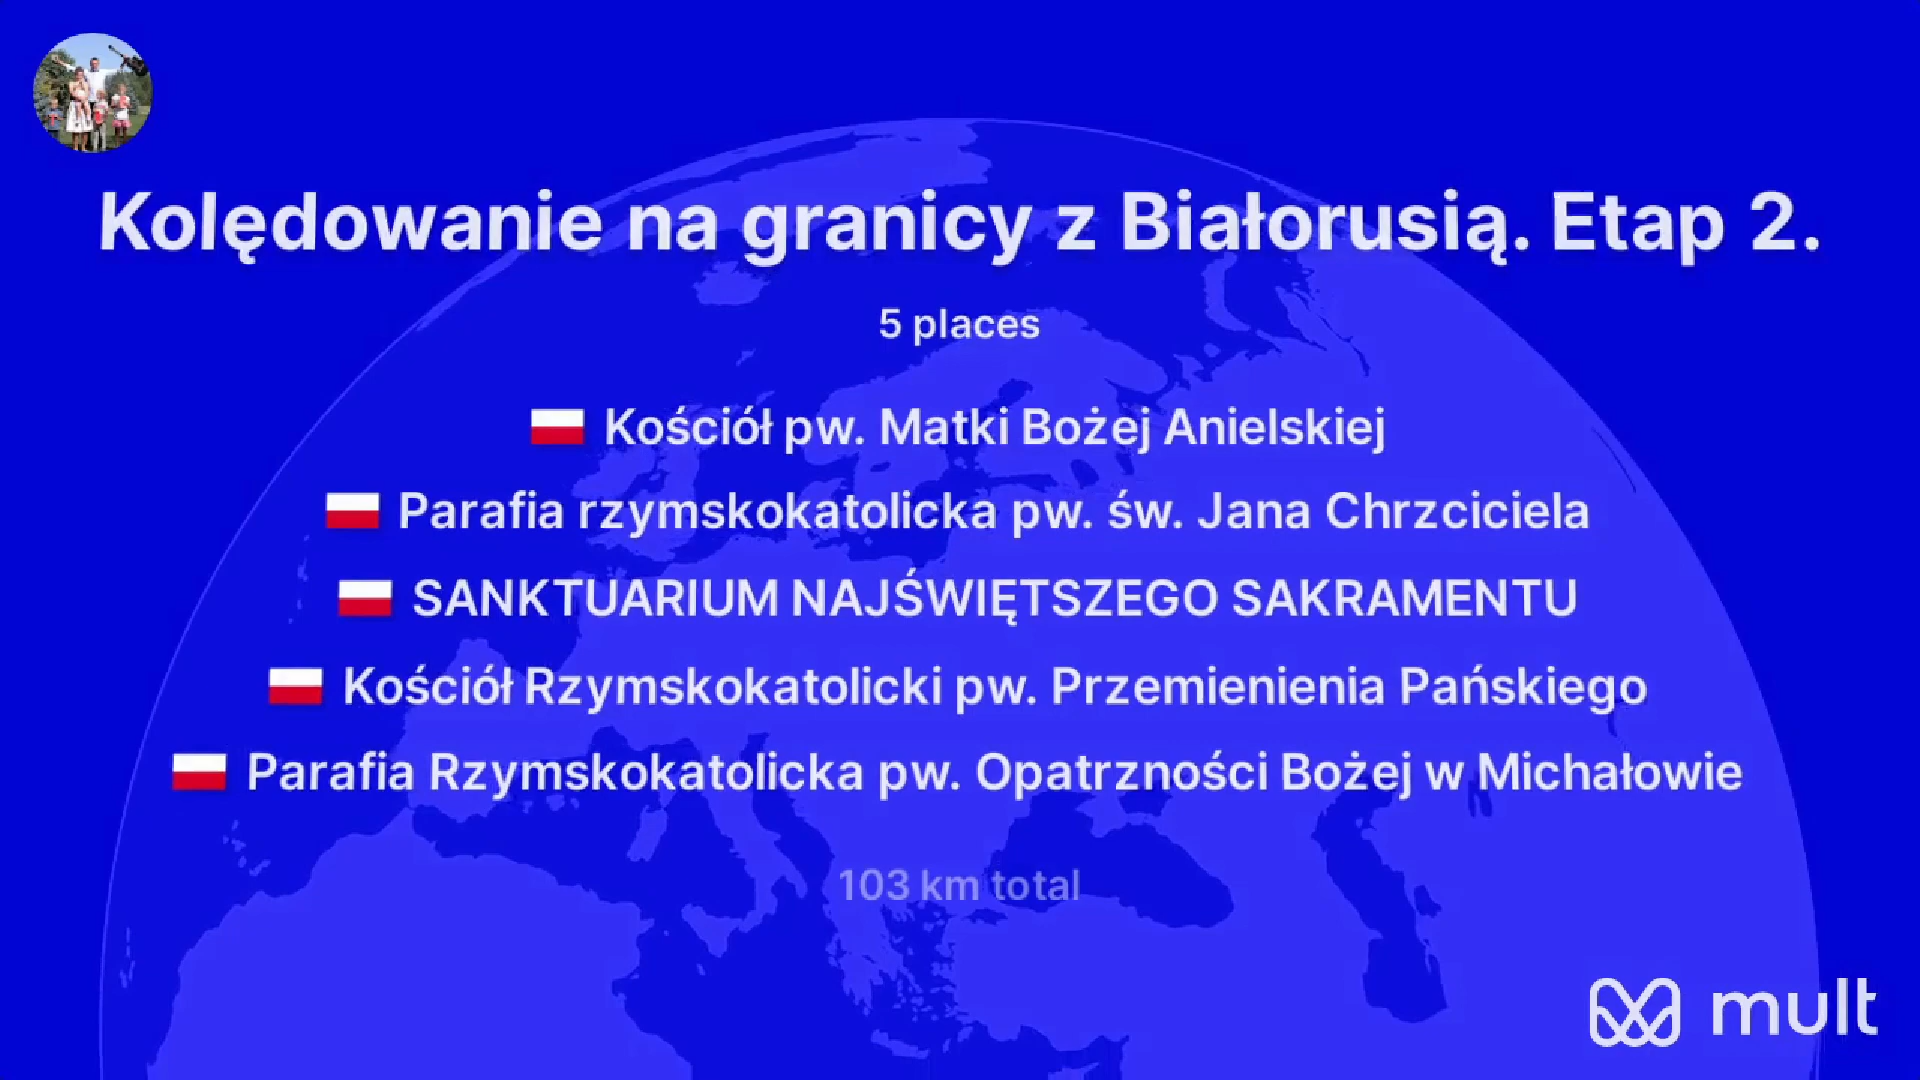 Kolędowanie na granicy z Białorusią. Etap 2.
5 places
Kościół pw. Matki Bożej Anielskiej
Parafia rzymskokatolicka pw. św. Jana Chrzciciela
SANKTUARIUM NAJŚWIĘTSZEGO SAKRAMENTU
Kościół Rzymskokatolicki pw. Przemienienia Pańskiego
Parafia Rzymskokatolicka pw. Opatrzności Bożej w Michałowie
103 km total
mult